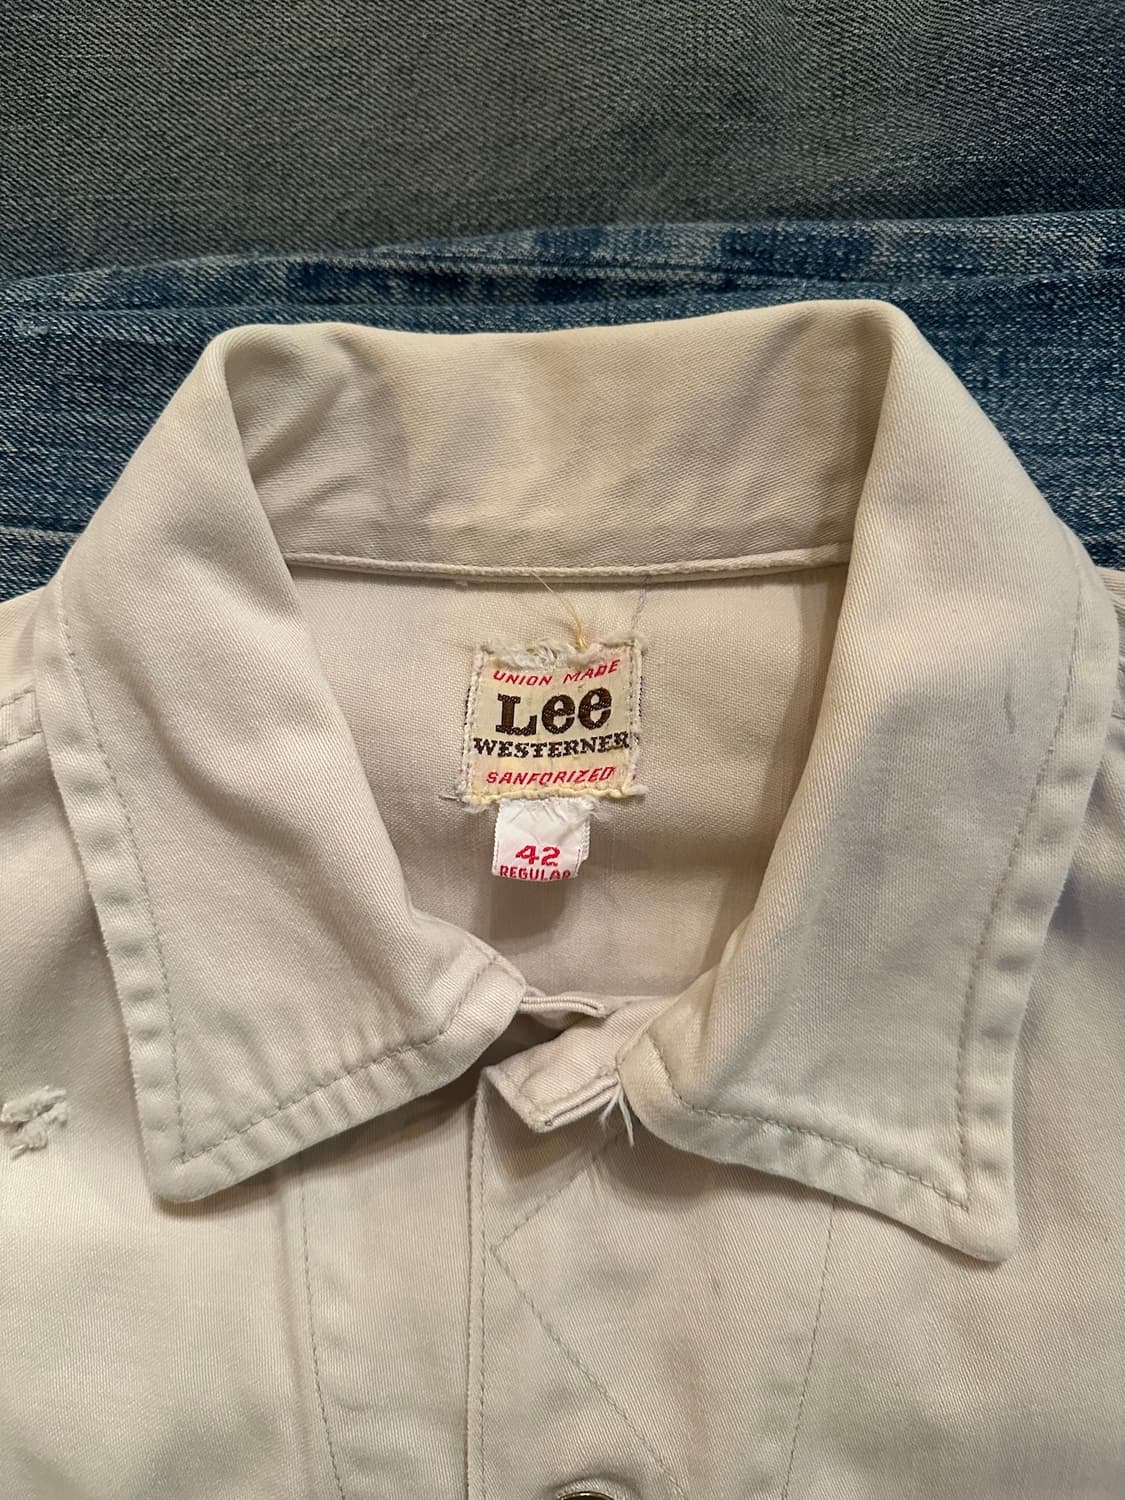 UNION MADE
Lee
WESTERNER
SANFORIZED
42
REGULAR